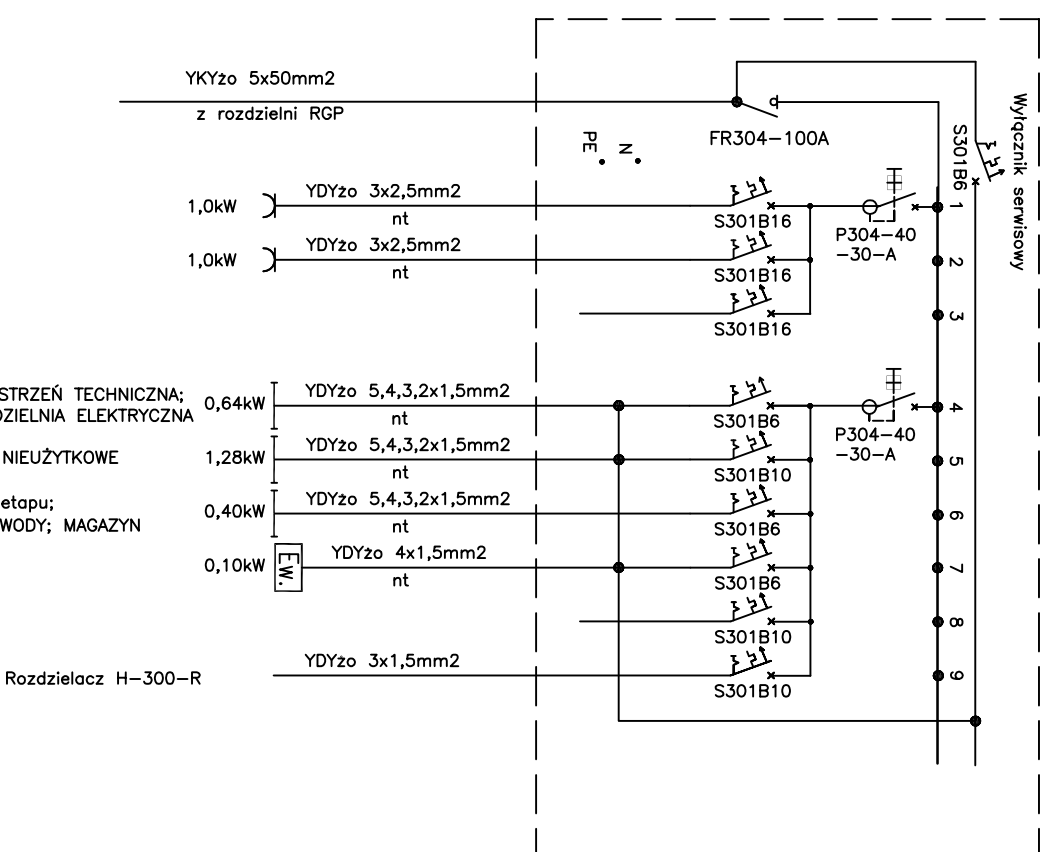 YKYżo 5x50mm2
z rozdzielni RGP
FR304-100A
PE
N
S301B6
Wyłącznik serwisowy
1,0kW
YDYżo 3x2,5mm2
nt
S301B16
P304-40
-30-A
1
1,0kW
YDYżo 3x2,5mm2
nt
S301B16
2
S301B16
3
STRZEŃ TECHNICZNA;
DZIELNIA ELEKTRYCZNA
0,64kW
YDYżo 5,4,3,2x1,5mm2
nt
S301B6
P304-40
-30-A
4
NIEUŻYTKOWE
1,28kW
YDYżo 5,4,3,2x1,5mm2
nt
S301B10
5
etapu;
WODY; MAGAZYN
0,40kW
YDYżo 5,4,3,2x1,5mm2
nt
S301B6
6
0,10kW
EW.
YDYżo 4x1,5mm2
nt
S301B6
7
S301B10
8
Rozdzielacz H-300-R
YDYżo 3x1,5mm2
S301B10
9